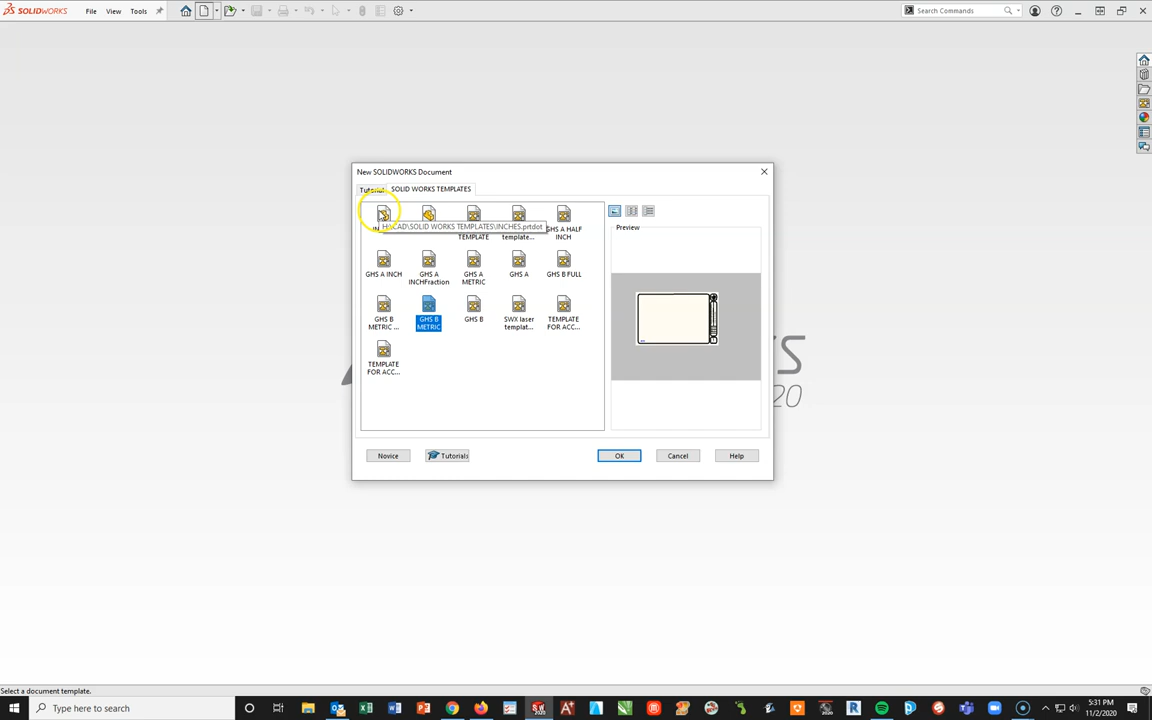 SOLIDWORKS
File
View
Tools
Search Commands
New SOLIDWORKS Document
Tutorial
SOLID WORKS TEMPLATES
H:\CAD\SOLID WORKS TEMPLATES\INCHES.prtdot
TEMPLATE
templat...
GHS A HALF
INCH
GHS A INCH
GHS A
INCHFraction
GHS A
METRIC
GHS A
GHS B FULL
GHS B
METRIC ...
GHS B
METRIC
GHS B
SWX laser
templat...
TEMPLATE
FOR ACC...
TEMPLATE
FOR ACC...
Preview
Novice
Tutorials
OK
Cancel
Help
S
20
Select a document template.
Type here to search
5:31 PM
11/2/2020